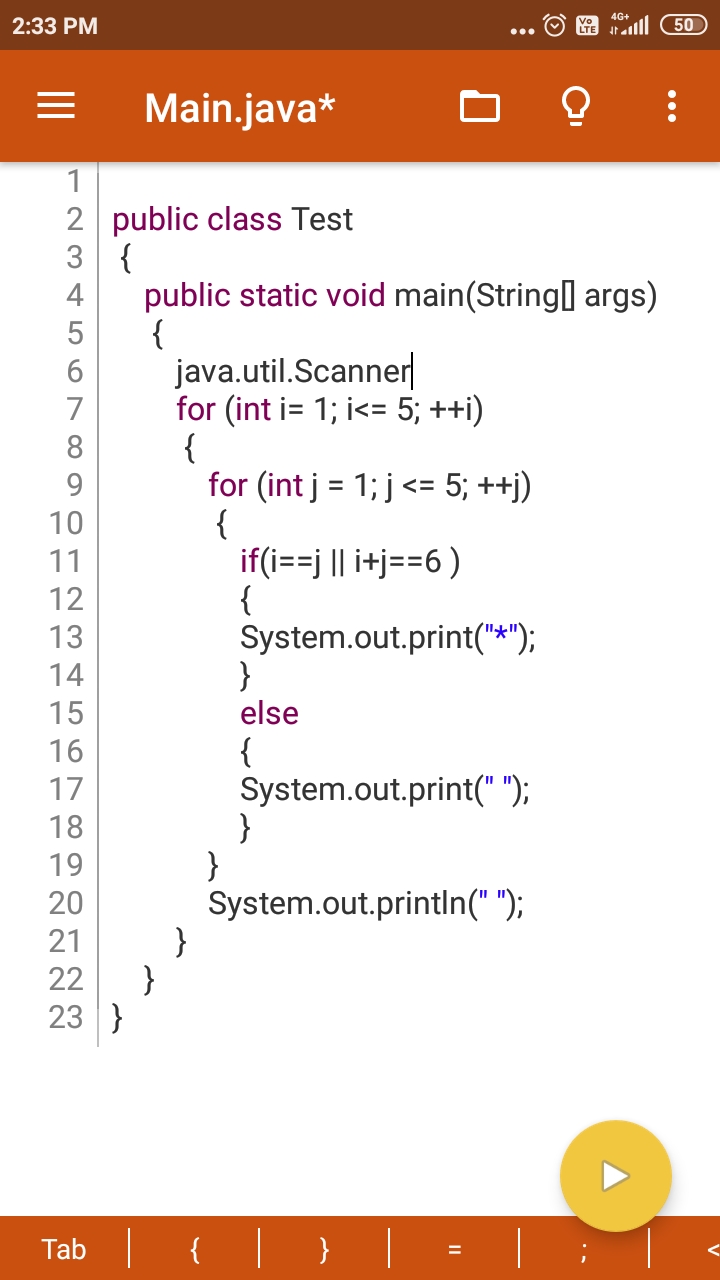 2:33 PM
Vo LTE 4G+ 50
Main.java*
1
2 public class Test
3 {
4 public static void main(String[] args)
5 {
6 java.util.Scanner
7 for (int i= 1; i<= 5; ++i)
8 {
9 for (int j = 1; j <= 5; ++j)
10 {
11 if(i==j || i+j==6 )
12 {
13 System.out.print("*");
14 }
15 else
16 {
17 System.out.print(" ");
18 }
19 }
20 System.out.println(" ");
21 }
22 }
23 }
Tab { } = ; <